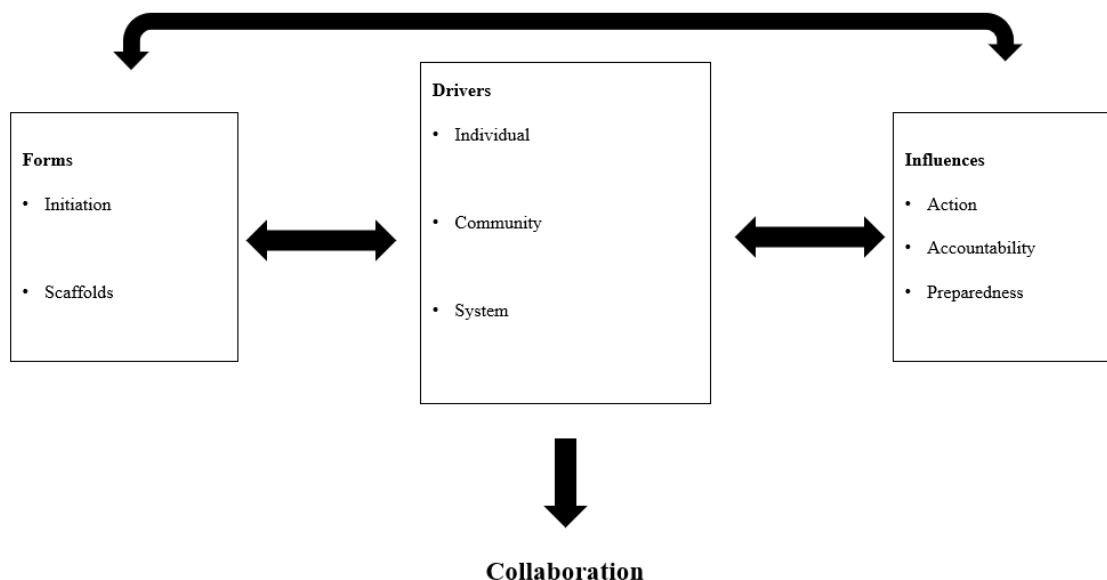 Forms
• Initiation
• Scaffolds
Drivers
• Individual
• Community
• System
Influences
• Action
• Accountability
• Preparedness
Collaboration